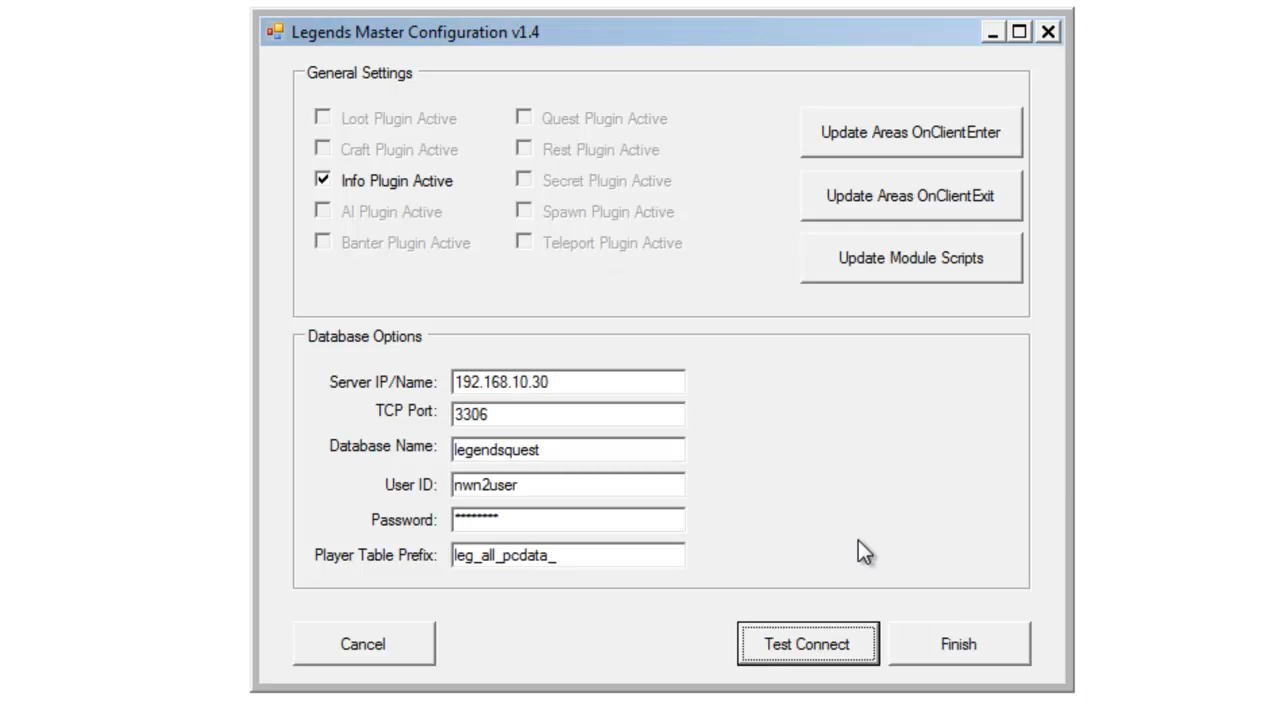 Legends Master Configuration v1.4
General Settings
Loot Plugin Active
Quest Plugin Active
Update Areas OnClientEnter
Craft Plugin Active
Rest Plugin Active
Info Plugin Active
Secret Plugin Active
Update Areas OnClientExit
AI Plugin Active
Spawn Plugin Active
Banter Plugin Active
Teleport Plugin Active
Update Module Scripts
Database Options
Server IP/Name: 192.168.10.30
TCP Port: 3306
Database Name: legendsquest
User ID: nwn2user
Password: ********
Player Table Prefix: leg_all_pcdata_
Cancel
Test Connect
Finish